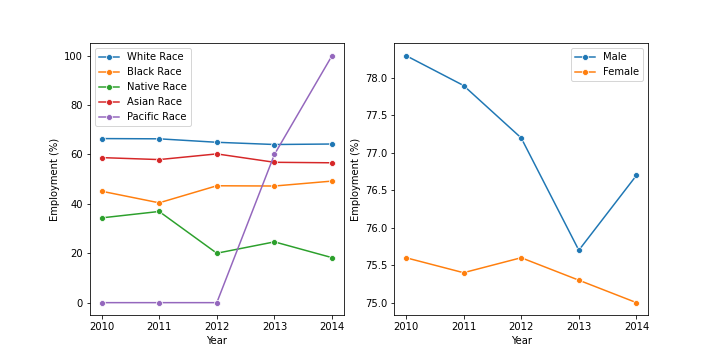 White Race
Black Race
Native Race
Asian Race
Pacific Race
100
80
60
40
20
0
Employment (%)
2010 2011 2012 2013 2014
Year
Male
Female
78.0
77.5
77.0
76.5
76.0
75.5
75.0
Employment (%)
2010 2011 2012 2013 2014
Year